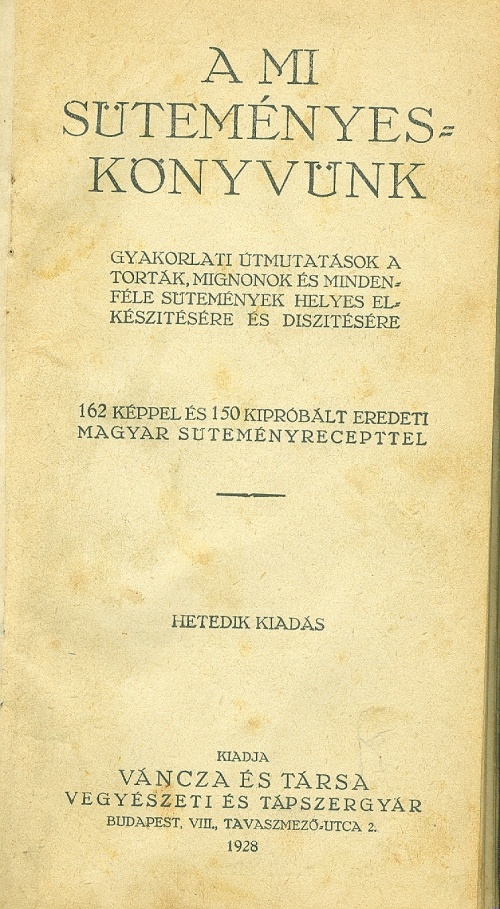 A MI
SÜTEMÉNYES-
KÖNYVÜNK
GYAKORLATI ÚTMUTATÁSOK A
TORTÁK, MIGNONOK ÉS MINDEN-
FÉLE SÜTEMÉNYEK HELYES EL-
KÉSZITÉSÉRE ÉS DISZITÉSÉRE
162 KÉPPEL ÉS 150 KIPRÓBÁLT EREDETI
MAGYAR SÜTEMÉNYRECEPTTEL
HETEDIK KIADÁS
KIADJA
VÁNCZA ÉS TÁRSA
VEGYÉSZETI ÉS TÁPSZERGYÁR
BUDAPEST, VIII., TAVASZMEZŐ-UTCA 2.
1928